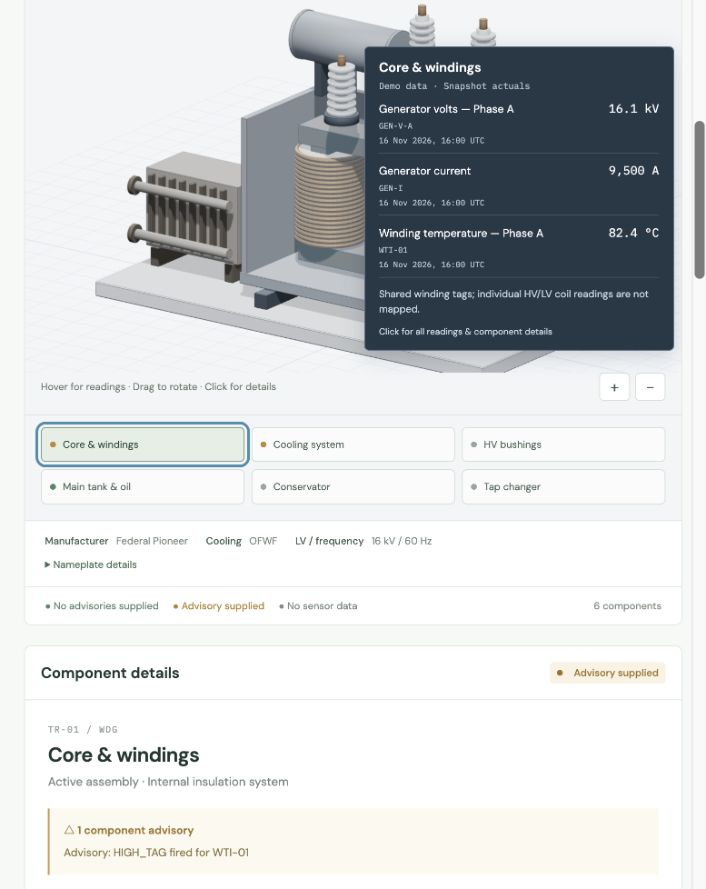 Core & windings
Demo data · Snapshot actuals
Generator volts — Phase A 16.1 kV
GEN-V-A
16 Nov 2026, 16:00 UTC
Generator current 9,500 A
GEN-I
16 Nov 2026, 16:00 UTC
Winding temperature — Phase A 82.4 °C
WTI-01
16 Nov 2026, 16:00 UTC
Shared winding tags; individual HV/LV coil readings are not
mapped.
Click for all readings & component details
Hover for readings · Drag to rotate · Click for details
+ −
Core & windings Cooling system HV bushings
Main tank & oil Conservator Tap changer
Manufacturer Federal Pioneer Cooling OFWF LV / frequency 16 kV / 60 Hz
▶ Nameplate details
● No advisories supplied ● Advisory supplied ● No sensor data 6 components
Component details ● Advisory supplied
TR-01 / WDG
Core & windings
Active assembly · Internal insulation system
△ 1 component advisory
Advisory: HIGH_TAG fired for WTI-01